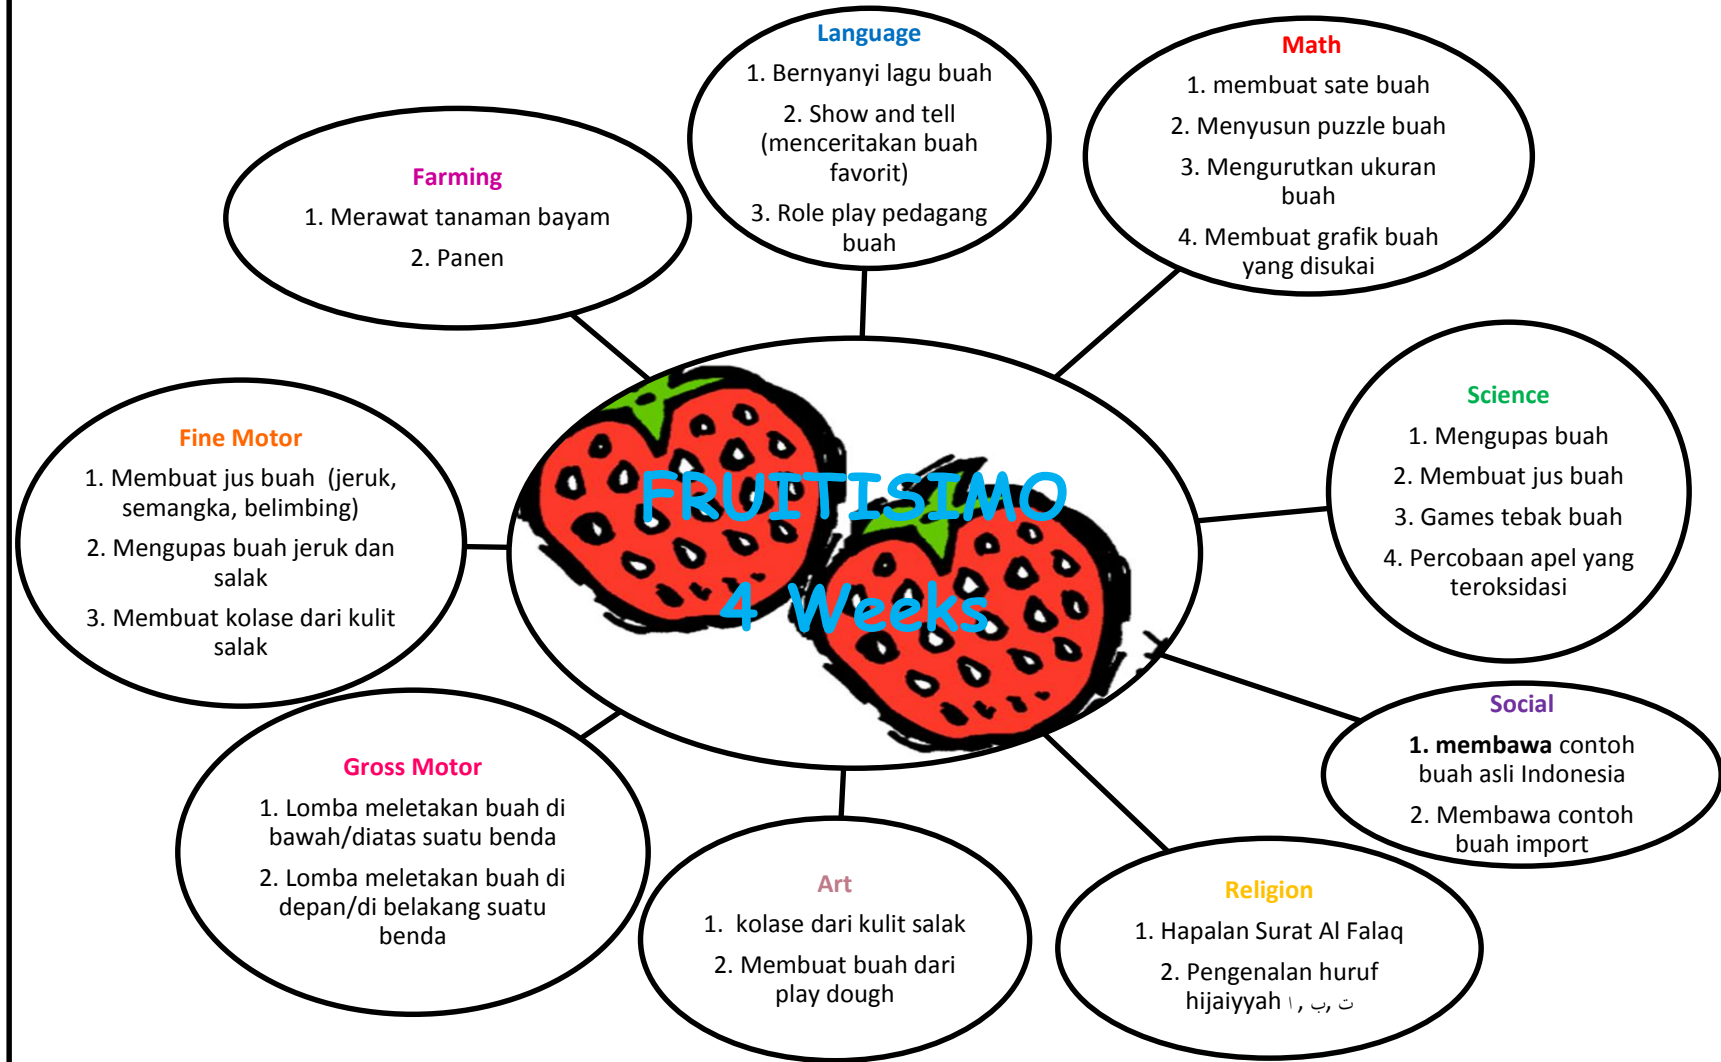 Language
1. Bernyanyi lagu buah
2. Show and tell
(menceritakan buah
favorit)
3. Role play pedagang
buah
Math
1. membuat sate buah
2. Menyusun puzzle buah
3. Mengurutkan ukuran
buah
4. Membuat grafik buah
yang disukai
Farming
1. Merawat tanaman bayam
2. Panen
Science
1. Mengupas buah
2. Membuat jus buah
3. Games tebak buah
4. Percobaan apel yang
teroksidasi
Fine Motor
1. Membuat jus buah (jeruk,
semangka, belimbing)
2. Mengupas buah jeruk dan
salak
3. Membuat kolase dari kulit
salak
FRUITISIMO
4 Weeks
Social
1. membawa contoh
buah asli Indonesia
2. Membawa contoh
buah import
Gross Motor
1. Lomba meletakan buah di
bawah/diatas suatu benda
2. Lomba meletakan buah di
depan/di belakang suatu
benda
Art
1. kolase dari kulit salak
2. Membuat buah dari
play dough
Religion
1. Hapalan Surat Al Falaq
2. Pengenalan huruf
hijaiyyah ا , ب, ت